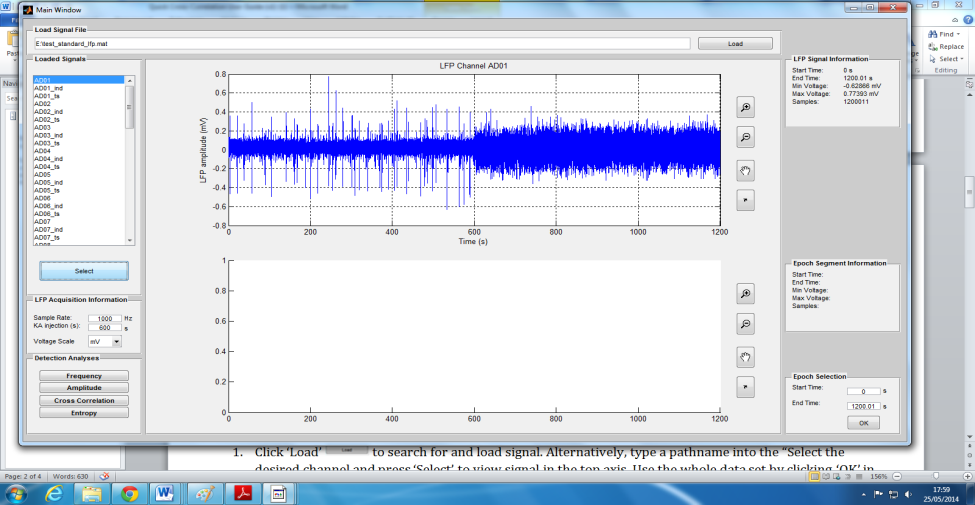 Main Window
Find
Replace
Select
Editing
Load Signal File
E:\test_standard_lfp.mat
Load
Loaded Signals
AD01
AD01_ind
AD01_ts
AD02
AD02_ind
AD02_ts
AD03
AD03_ind
AD03_ts
AD04
AD04_ind
AD04_ts
AD05
AD05_ind
AD05_ts
AD06
AD06_ind
AD06_ts
AD07
AD07_ind
AD07_ts
AD08
Select
LFP Acquisition Information
Sample Rate: 1000 Hz
KA injection (s): 600 s
Voltage Scale mV
Detection Analyses
Frequency
Amplitude
Cross Correlation
Entropy
LFP Channel AD01
LFP amplitude (mV)
0.8
0.6
0.4
0.2
0
-0.2
-0.4
-0.6
-0.8
0 200 400 600 800 1000 1200
Time (s)
1
0.8
0.6
0.4
0.2
0
0 200 400 600 800 1000 1200
LFP Signal Information
Start Time: 0 s
End Time: 1200.01 s
Min Voltage: -0.62866 mV
Max Voltage: 0.77393 mV
Samples: 1200011
Epoch Segment Information
Start Time:
End Time:
Min Voltage:
Max Voltage:
Samples:
Epoch Selection
Start Time: 0 s
End Time: 1200.01 s
OK
1. Click ‘Load’ to search for and load signal. Alternatively, type a pathname into the “Select the
desired channel and press ‘Select’ to view signal in the top axis. Use the whole data set by clicking ‘OK’ in
Page: 2 of 4 Words: 630
156%
17:59
25/05/2014